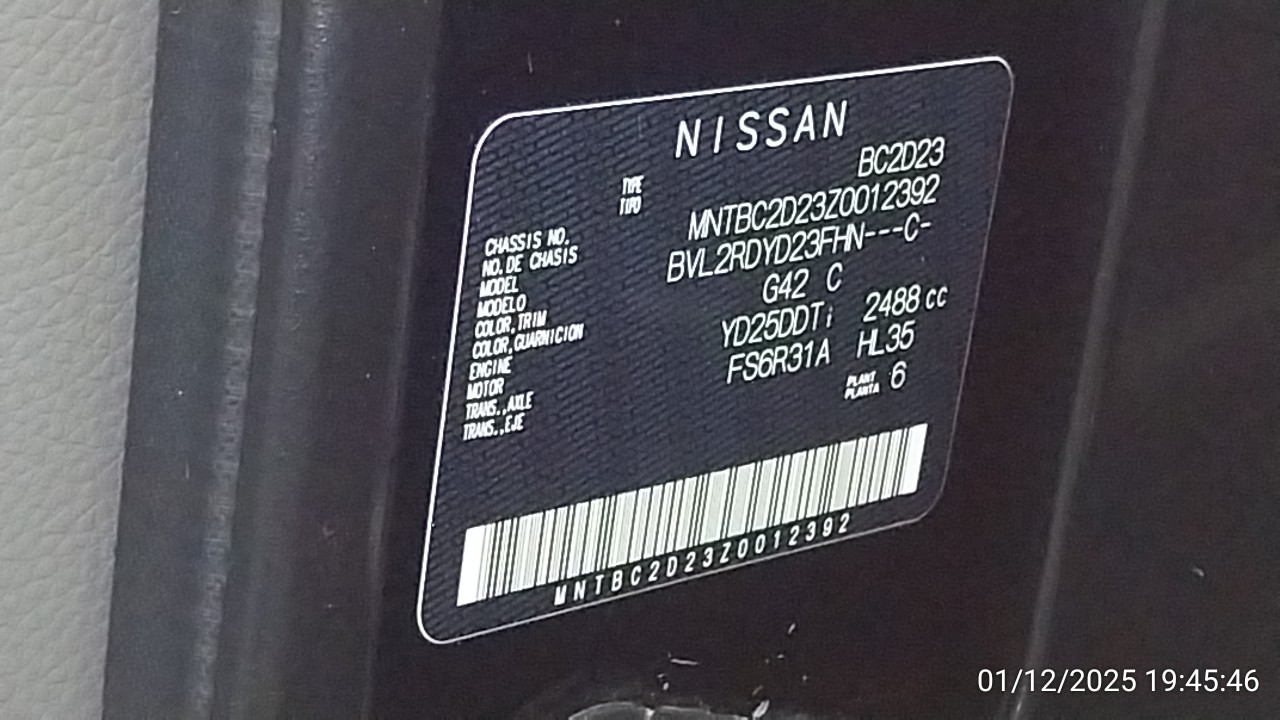 NISSAN
TYPE BC2D23
TIPO
CHASSIS NO. MNTBC2D23Z0012392
NO. DE CHASIS
MODEL BVL2RDYD23FHN---C-
MODELO
COLOR,TRIM G42 C
COLOR,GUARNICION
ENGINE YD25DDTi 2488 cc
MOTOR
TRANS.,AXLE FS6R31A HL35
TRANS.,EJE
PLANT 6
PLANTA
MNTBC2D23Z0012392
01/12/2025 19:45:46